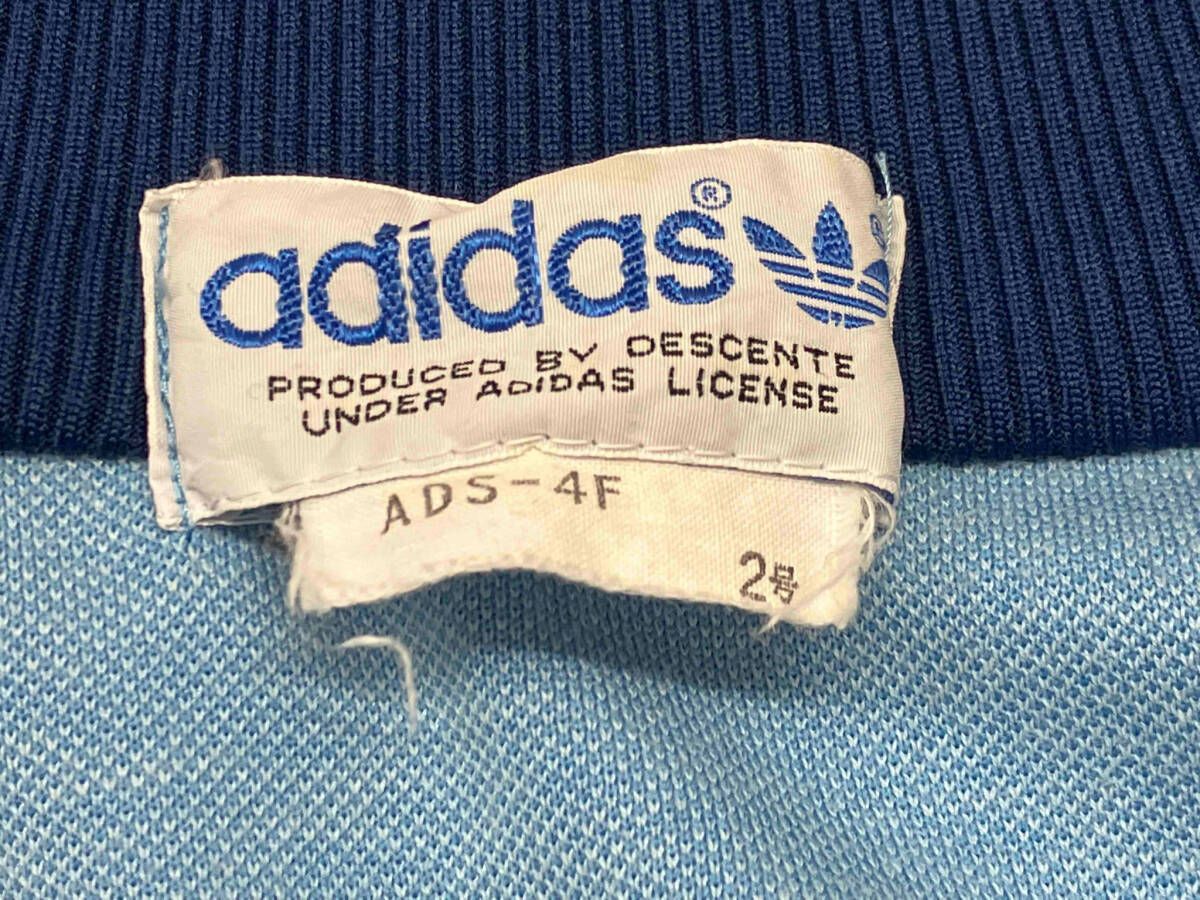 adidas®
PRODUCED BY DESCENTE
UNDER ADIDAS LICENSE
ADS-4F
2号